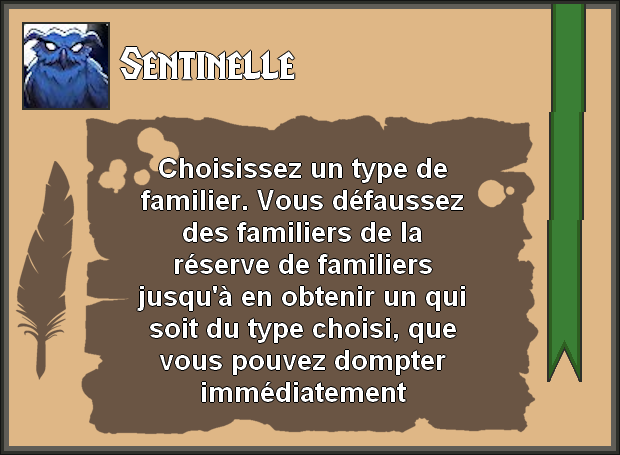 Sentinelle
Choisissez un type de
familier. Vous défaussez
des familiers de la
réserve de familiers
jusqu'à en obtenir un qui
soit du type choisi, que
vous pouvez dompter
immédiatement